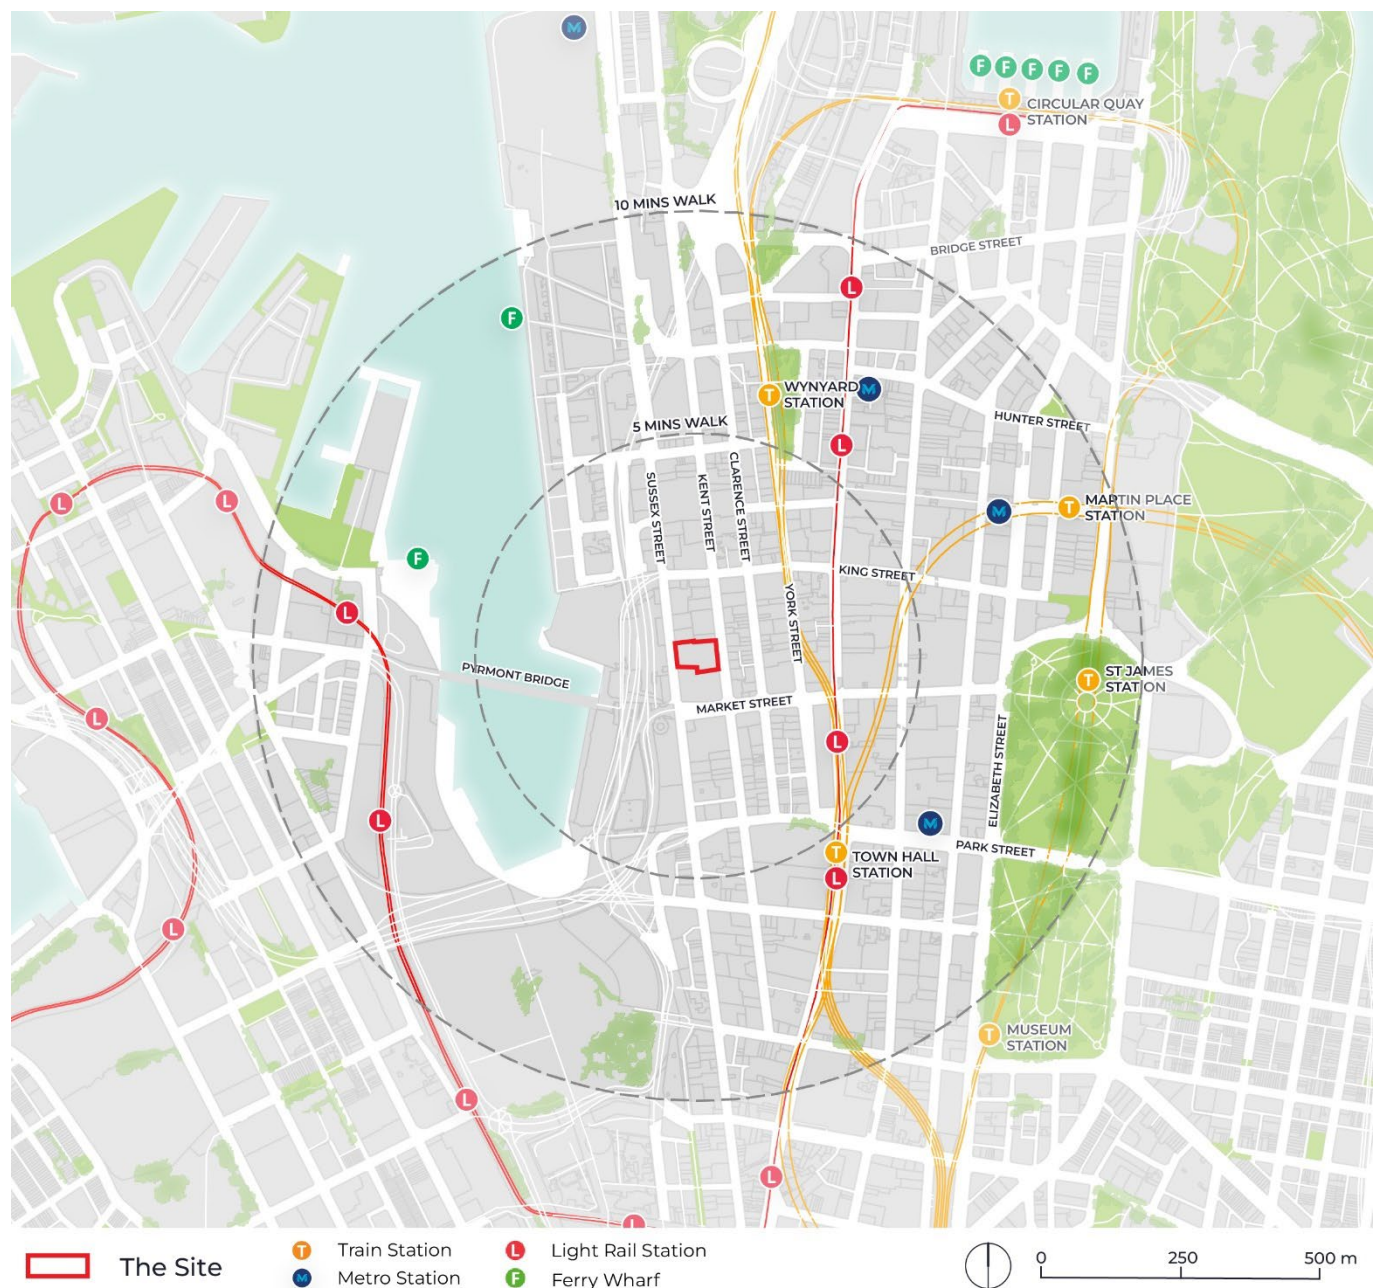 M
F F F F F
T CIRCULAR QUAY
STATION
L
10 MINS WALK
BRIDGE STREET
L
F
WYNYARD
STATION
T
M
HUNTER STREET
5 MINS WALK
L
CLARENCE STREET
KENT STREET
SUSSEX STREET
L
L
MARTIN PLACE
STATION
T
M
F
KING STREET
L
YORK STREET
PYRMONT BRIDGE
ST JAMES
STATION
T
MARKET STREET
L
L
ELIZABETH STREET
L
M
PARK STREET
T TOWN HALL
STATION
L
L
T MUSEUM
STATION
L
L
L
The Site
T Train Station
M Metro Station
L Light Rail Station
F Ferry Wharf
0 250 500 m